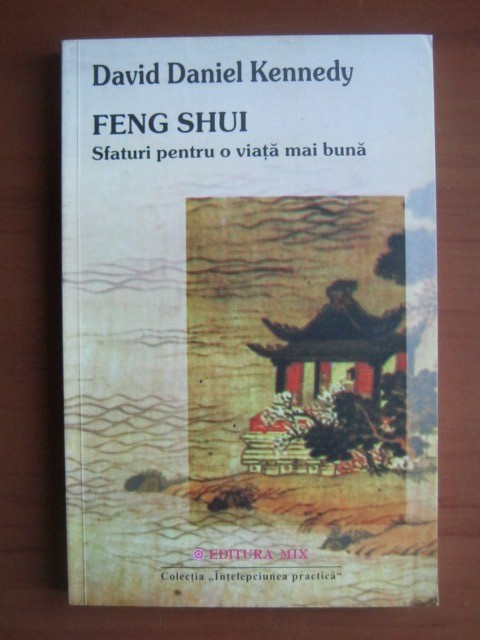 David Daniel Kennedy
FENG SHUI
Sfaturi pentru o viață mai bună
EDITURA MIX
Colecția „Înțelepciunea practică"